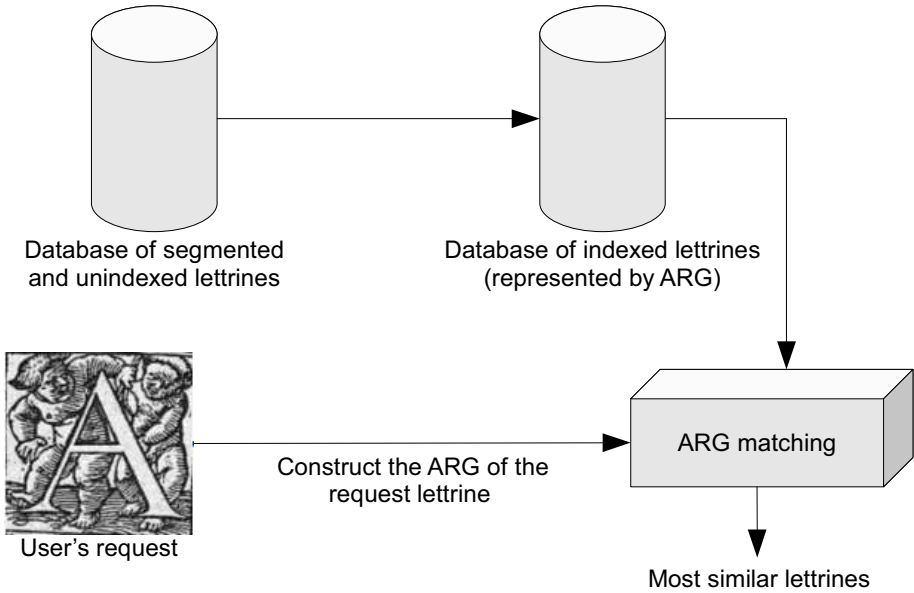 Database of segmented
and unindexed lettrines
Database of indexed lettrines
(represented by ARG)
ARG matching
Construct the ARG of the
request lettrine
A
User's request
Most similar lettrines